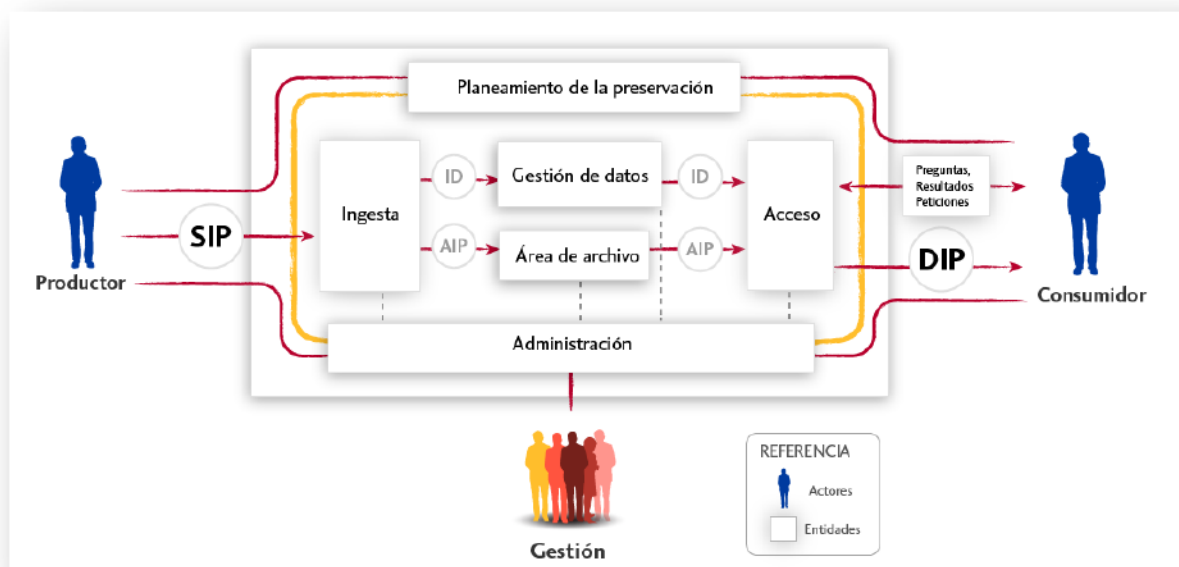 Planeamiento de la preservación
Productor
SIP
Ingesta
ID
Gestión de datos
ID
AIP
Área de archivo
AIP
Acceso
Preguntas,
Resultados
Peticiones
DIP
Consumidor
Administración
Gestión
REFERENCIA
Actores
Entidades